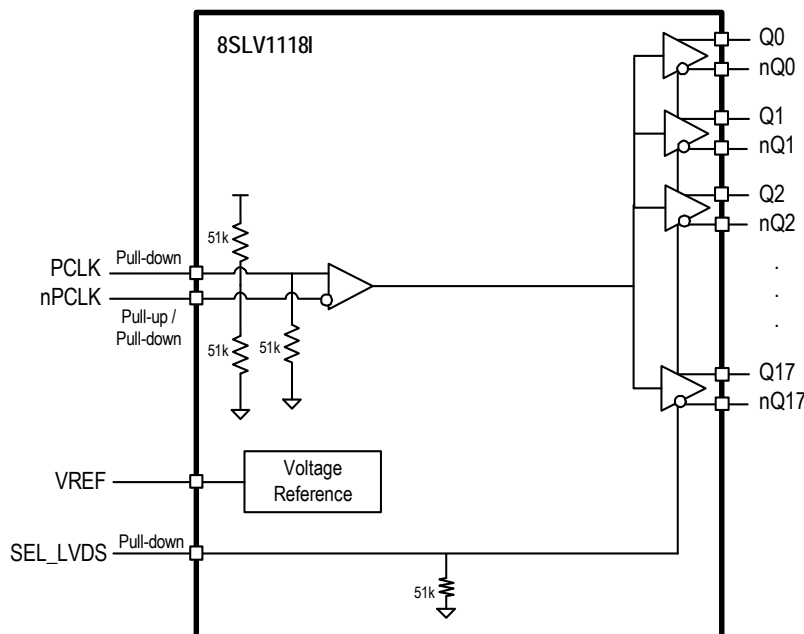 8SLV1118I
Q0
nQ0
Q1
nQ1
Q2
nQ2
.
.
.
Q17
nQ17
51k
PCLK
Pull-down
nPCLK
Pull-up /
Pull-down
51k
51k
VREF
Voltage
Reference
SEL_LVDS
Pull-down
51k